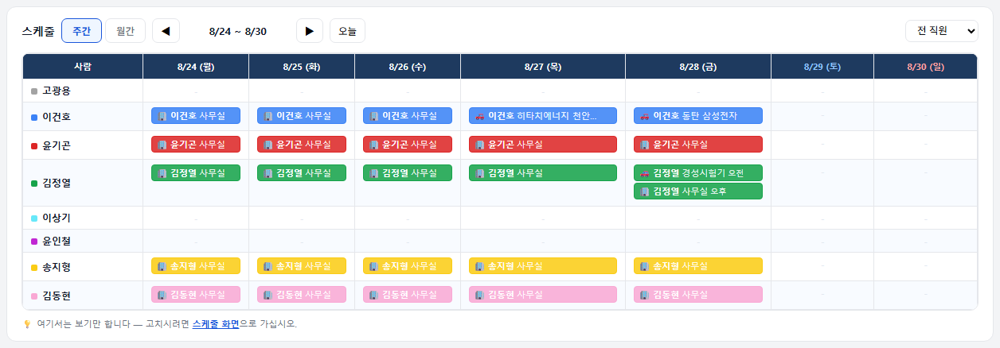 스케줄 주간 월간 ◀ 8/24 ~ 8/30 ▶ 오늘 전 직원
사람 8/24 (월) 8/25 (화) 8/26 (수) 8/27 (목) 8/28 (금) 8/29 (토) 8/30 (일)
고광용 - - - - - - -
이건호 이건호 사무실 이건호 사무실 이건호 사무실 이건호 히타치에너지 천안... 이건호 동탄 삼성전자 - -
윤기곤 윤기곤 사무실 윤기곤 사무실 윤기곤 사무실 윤기곤 사무실 윤기곤 사무실 - -
김정열 김정열 사무실 김정열 사무실 김정열 사무실 김정열 사무실 김정열 경성시험기 오전 - -
김정열 사무실 오후
이상기 - - - - - - -
윤인철 - - - - - - -
송지형 송지형 사무실 송지형 사무실 송지형 사무실 송지형 사무실 송지형 사무실 - -
김동현 김동현 사무실 김동현 사무실 김동현 사무실 김동현 사무실 김동현 사무실 - -
여기서는 보기만 합니다 — 고치시려면 스케줄 화면으로 가십시오.